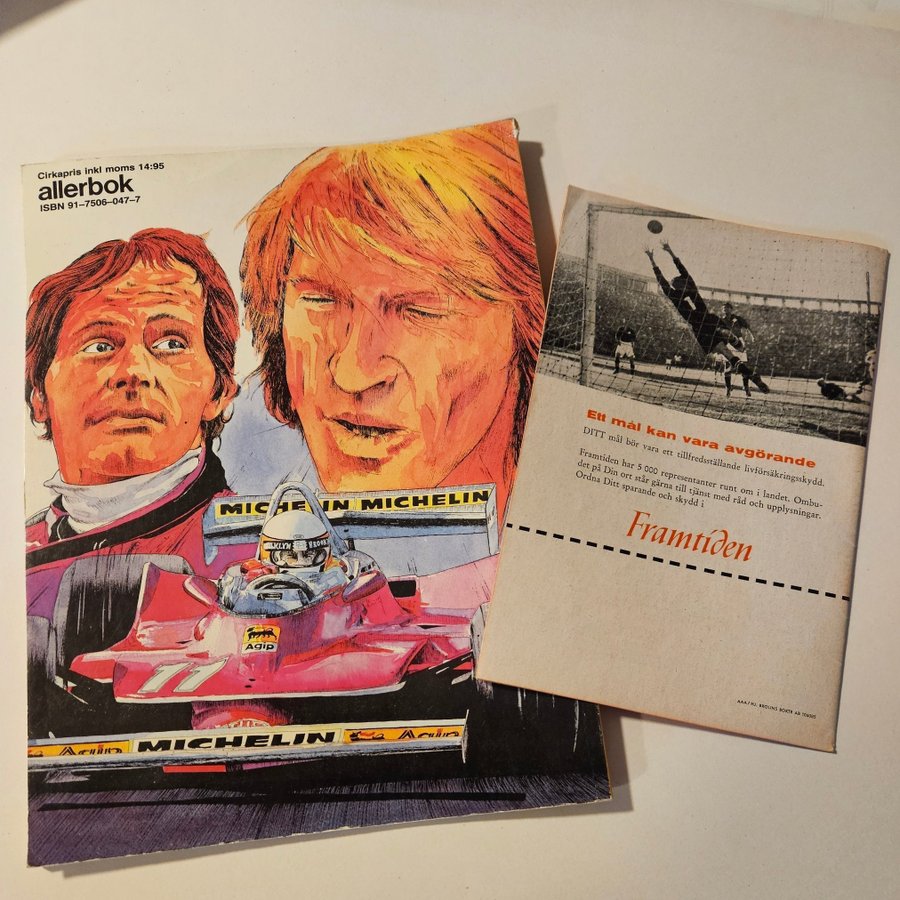 Cirkapris inkl moms 14:95
allerbok
ISBN 91-7506-047-7
MICHELIN MICHELIN
Agip
11
Agip MICHELIN Agip
Ett mål kan vara avgörande
DITT mål bör vara ett tillfredsställande livförsäkringsskydd.
Framtiden har 5 000 representanter runt om i landet. Ombu-
det på Din ort står gärna till tjänst med råd och upplysningar.
Ordna Ditt sparande och skydd i
Framtiden